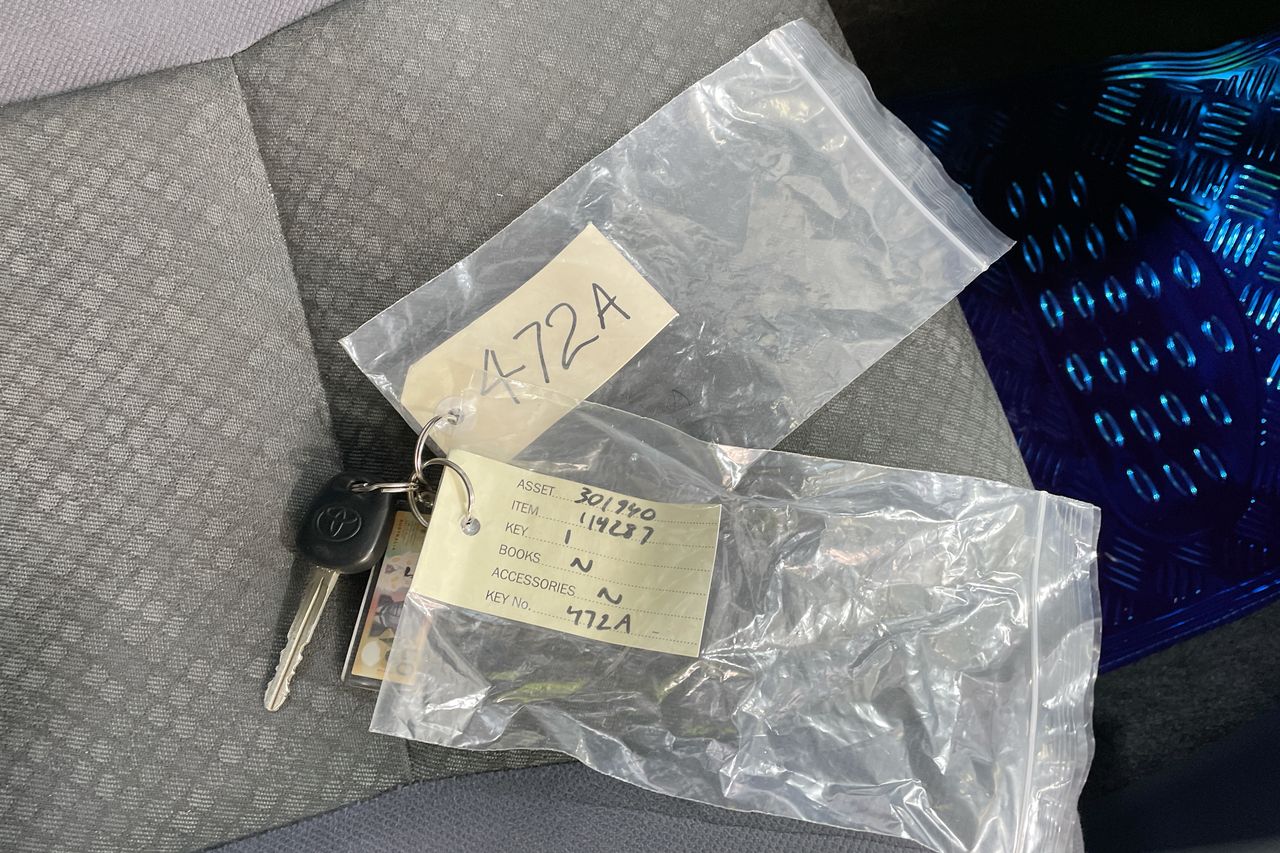 472A
ASSET 301940
ITEM 114287
KEY 1
BOOKS N
ACCESSORIES N
KEY No. 472A